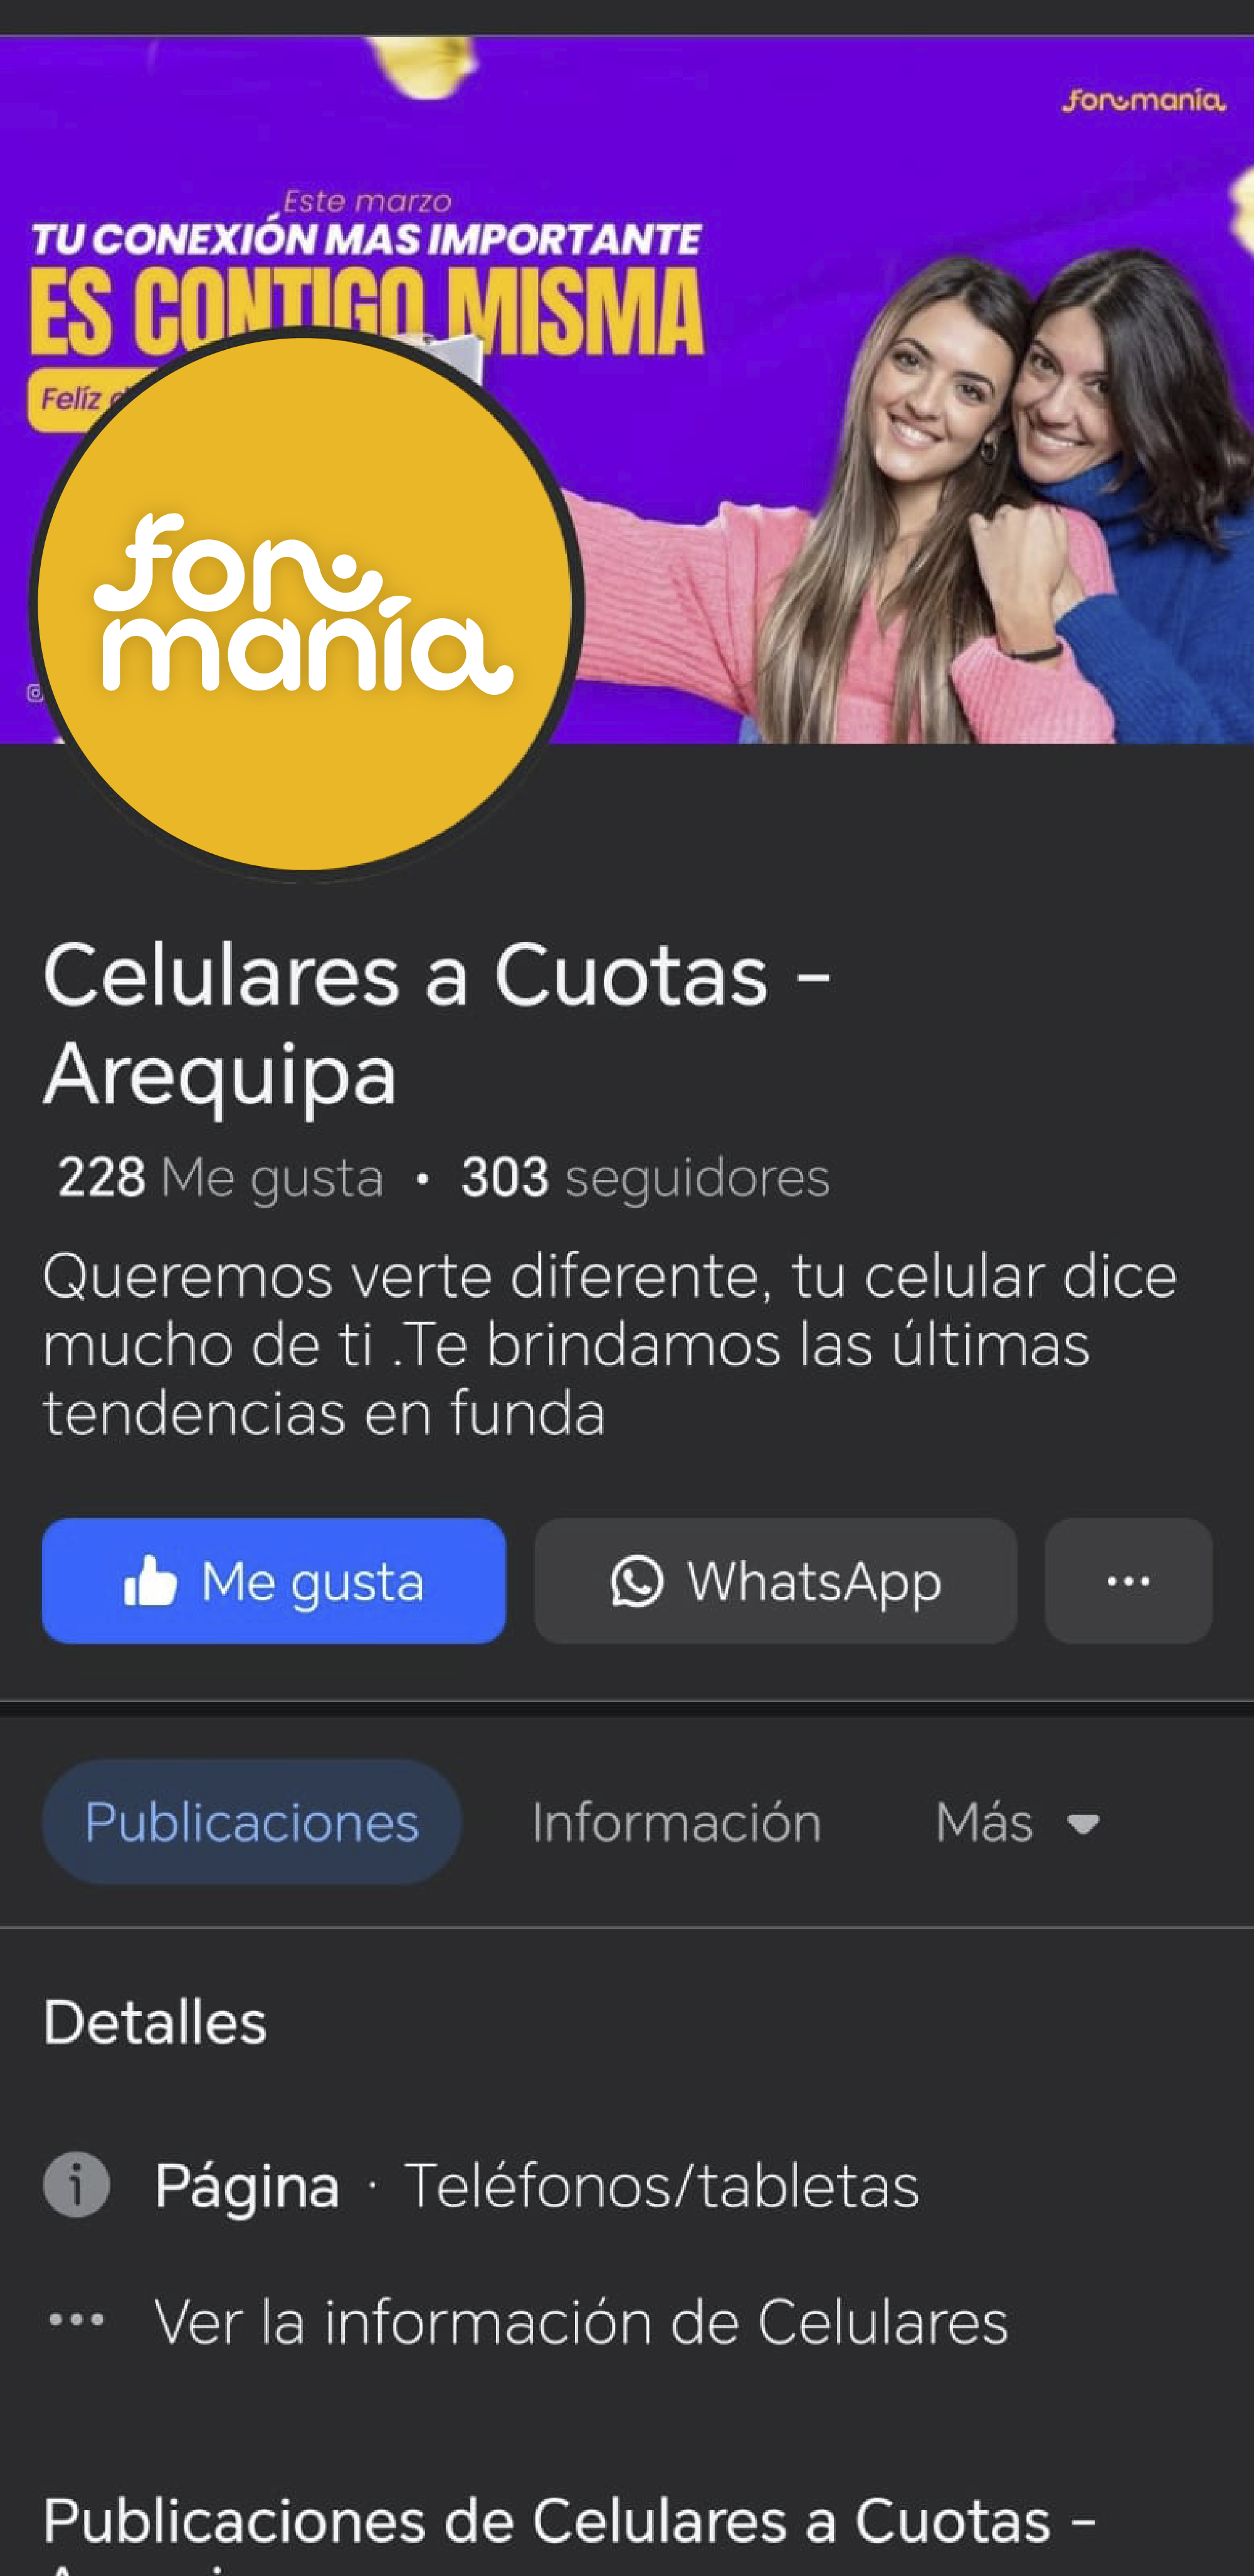 fonmanía
Este marzo
TU CONEXIÓN MAS IMPORTANTE
ES CONTIGO MISMA
Felíz
fon
manía
Celulares a Cuotas -
Arequipa
228 Me gusta • 303 seguidores
Queremos verte diferente, tu celular dice
mucho de ti .Te brindamos las últimas
tendencias en funda
Me gusta
WhatsApp
Publicaciones
Información
Más
Detalles
Página · Teléfonos/tabletas
Ver la información de Celulares
Publicaciones de Celulares a Cuotas -